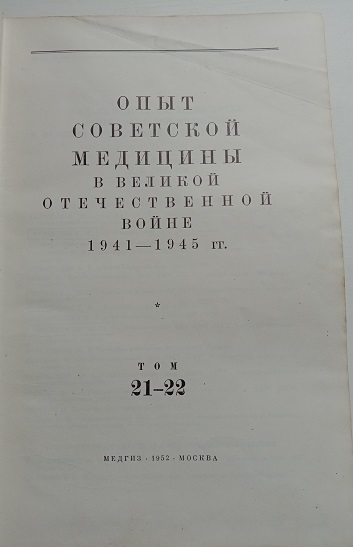 ОПЫТ
СОВЕТСКОЙ
МЕДИЦИНЫ
В ВЕЛИКОЙ
ОТЕЧЕСТВЕННОЙ
ВОЙНЕ
1941—1945 гг.
*
ТОМ
21-22
МЕДГИЗ · 1952 · МОСКВА